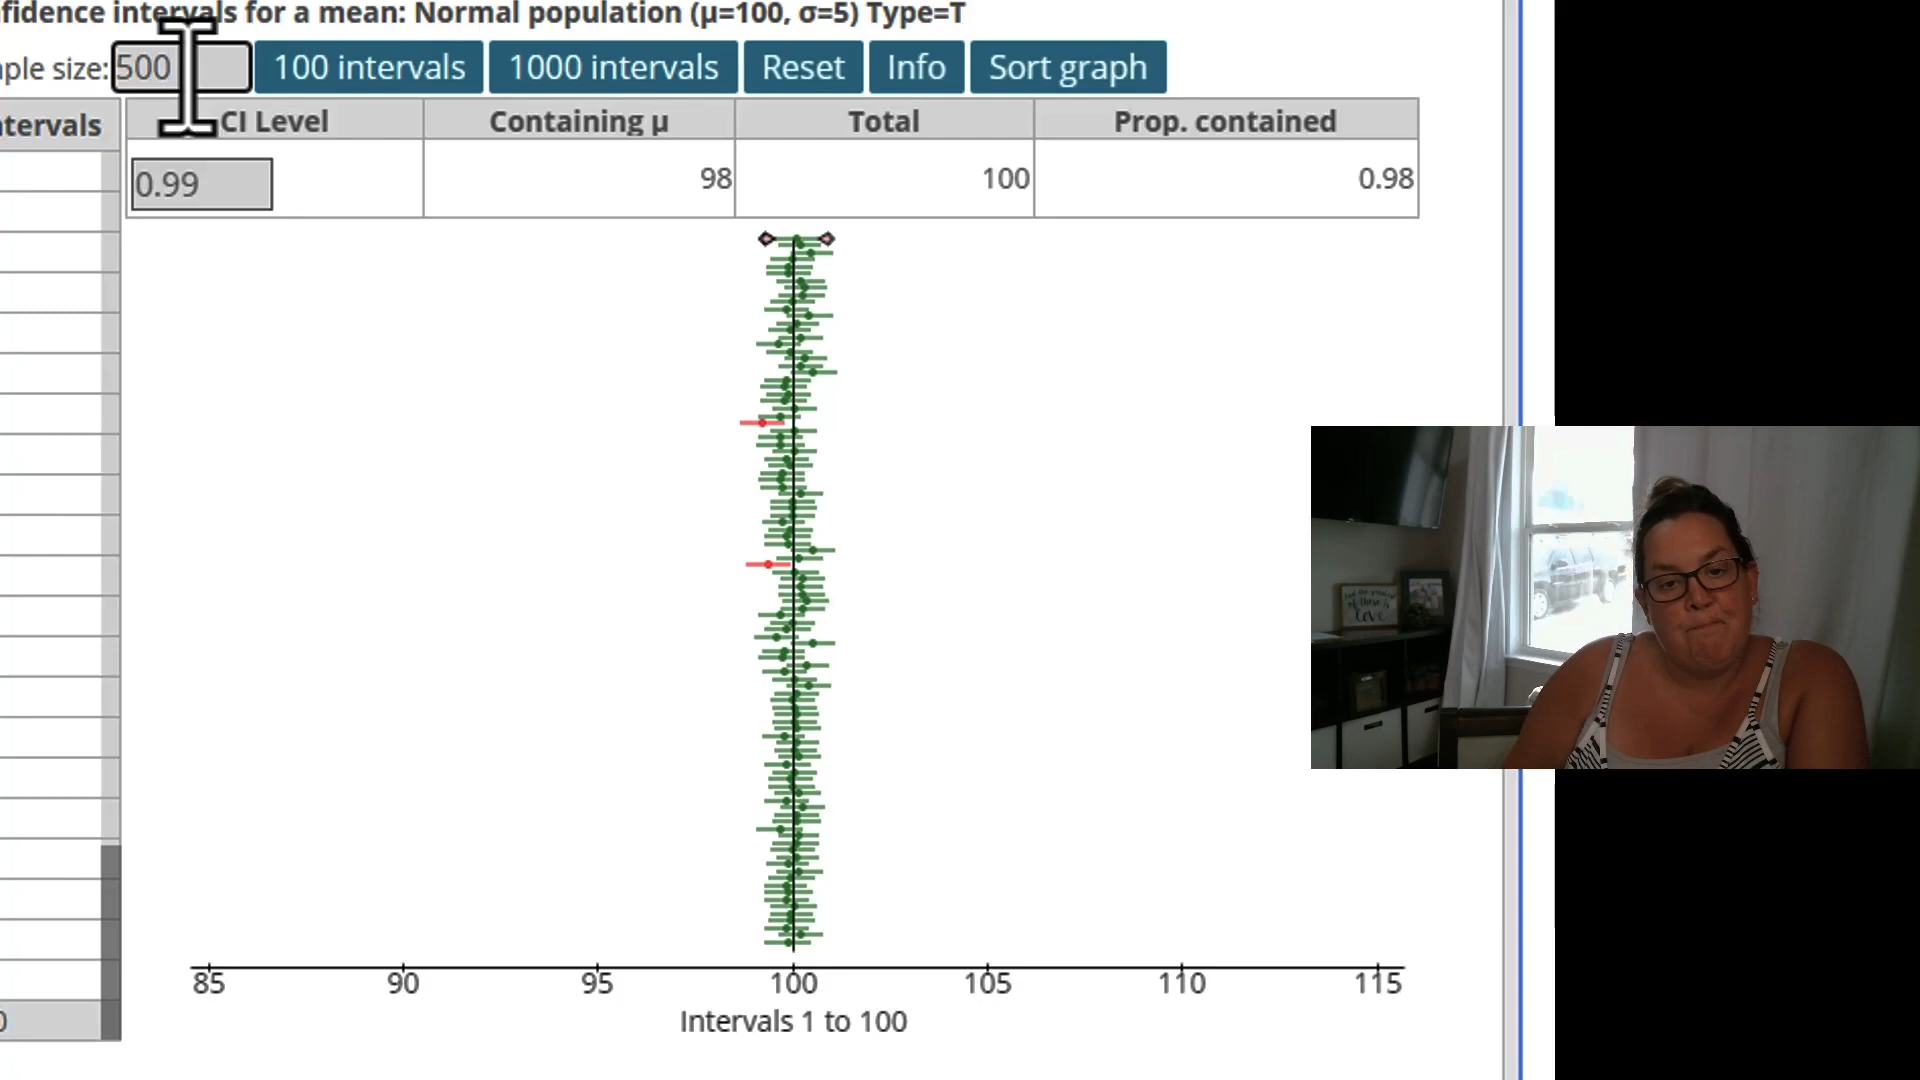 fidence intervals for a mean: Normal population (μ=100, σ=5) Type=T
ple size: 500 100 intervals 1000 intervals Reset Info Sort graph
tervals CI Level Containing μ Total Prop. contained
0.99 98 100 0.98
85 90 95 100 105 110 115
Intervals 1 to 100
love